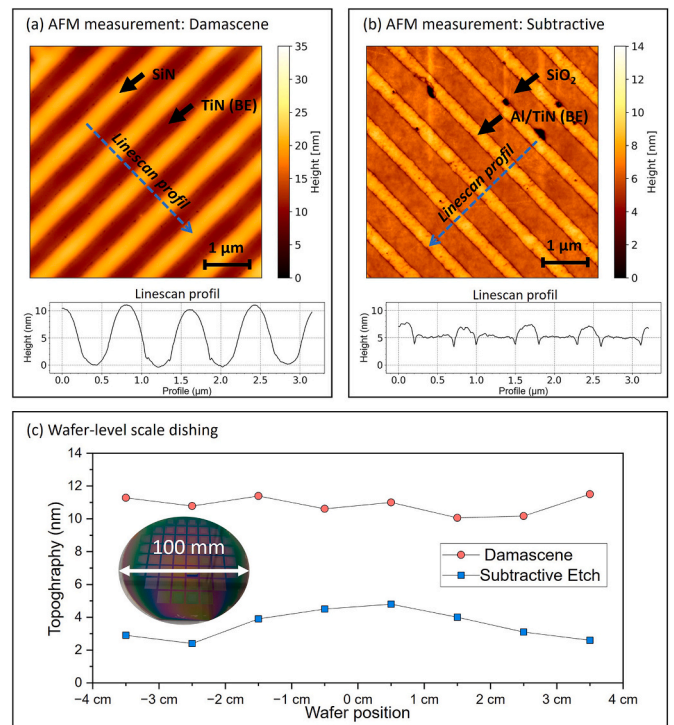 (a) AFM measurement: Damascene
SiN
TiN (BE)
Linescan profil
1 µm
35
30
25
20
15
10
5
0
Height [nm]
Linescan profil
Height [nm]
10
5
0
0.0 0.5 1.0 1.5 2.0 2.5 3.0
Profile (µm)
(b) AFM measurement: Subtractive
SiO2
Al/TiN (BE)
Linescan profil
1 µm
14
12
10
8
6
4
2
0
Height [nm]
Linescan profil
Height [nm]
10
5
0
0.0 0.5 1.0 1.5 2.0 2.5 3.0
Profile (µm)
(c) Wafer-level scale dishing
Topoghraphy (nm)
14
12
10
8
6
4
2
0
100 mm
Damascene
Subtractive Etch
−4 cm −3 cm −2 cm −1 cm 0 cm 1 cm 2 cm 3 cm 4 cm
Wafer position